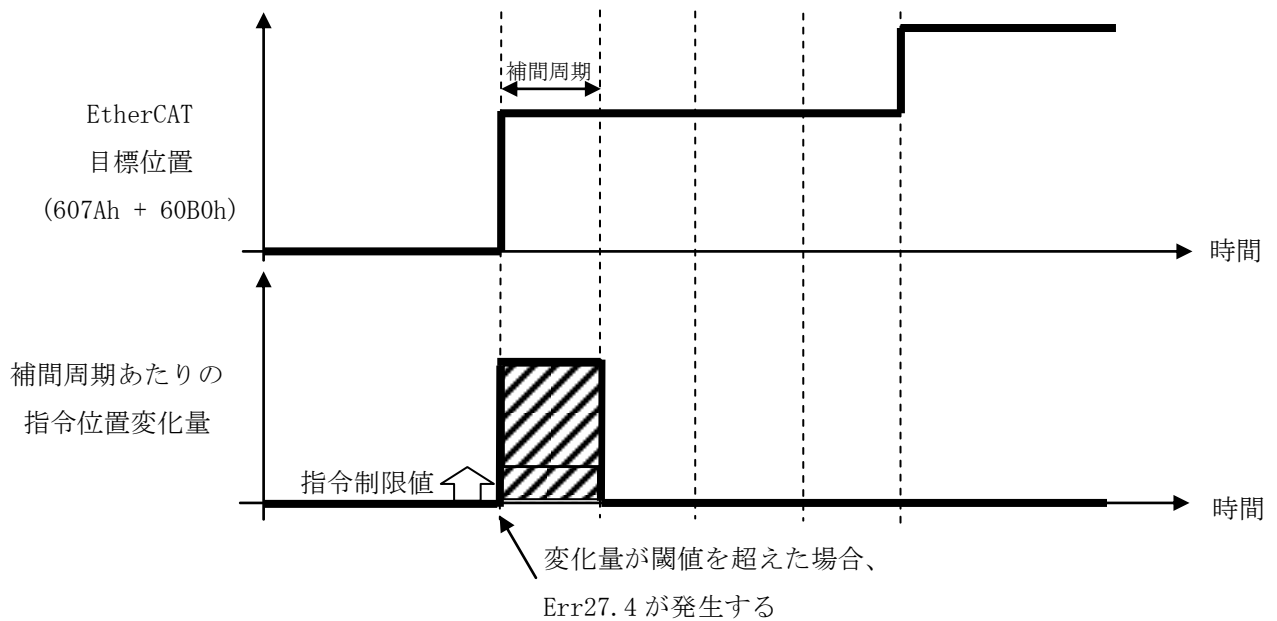 補間周期
EtherCAT
目標位置
(607Ah + 60B0h)
時間
補間周期あたりの
指令位置変化量
指令制限値
時間
変化量が閾値を超えた場合、
Err27.4 が発生する